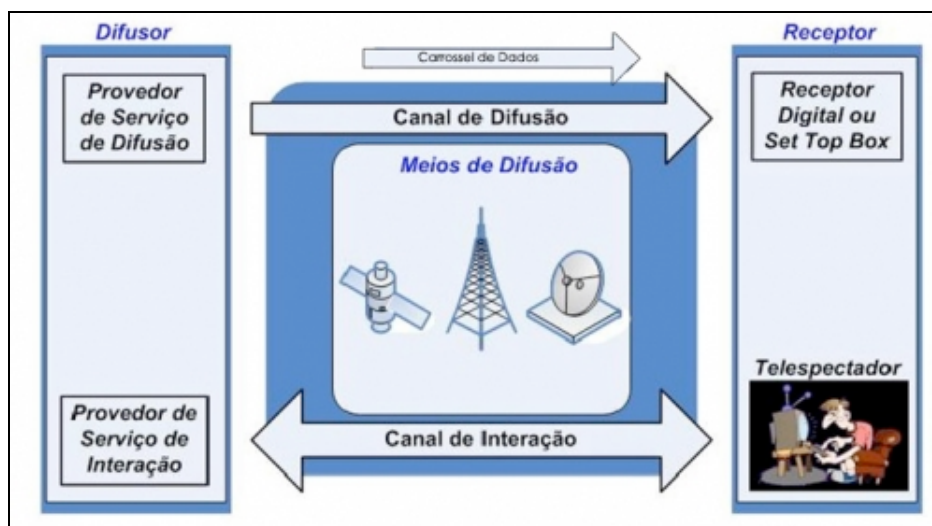 Difusor
Provedor
de Serviço
de Difusão
Provedor de
Serviço de
Interação
Carrossel de Dados
Canal de Difusão
Meios de Difusão
Canal de Interação
Receptor
Receptor
Digital ou
Set Top Box
Telespectador